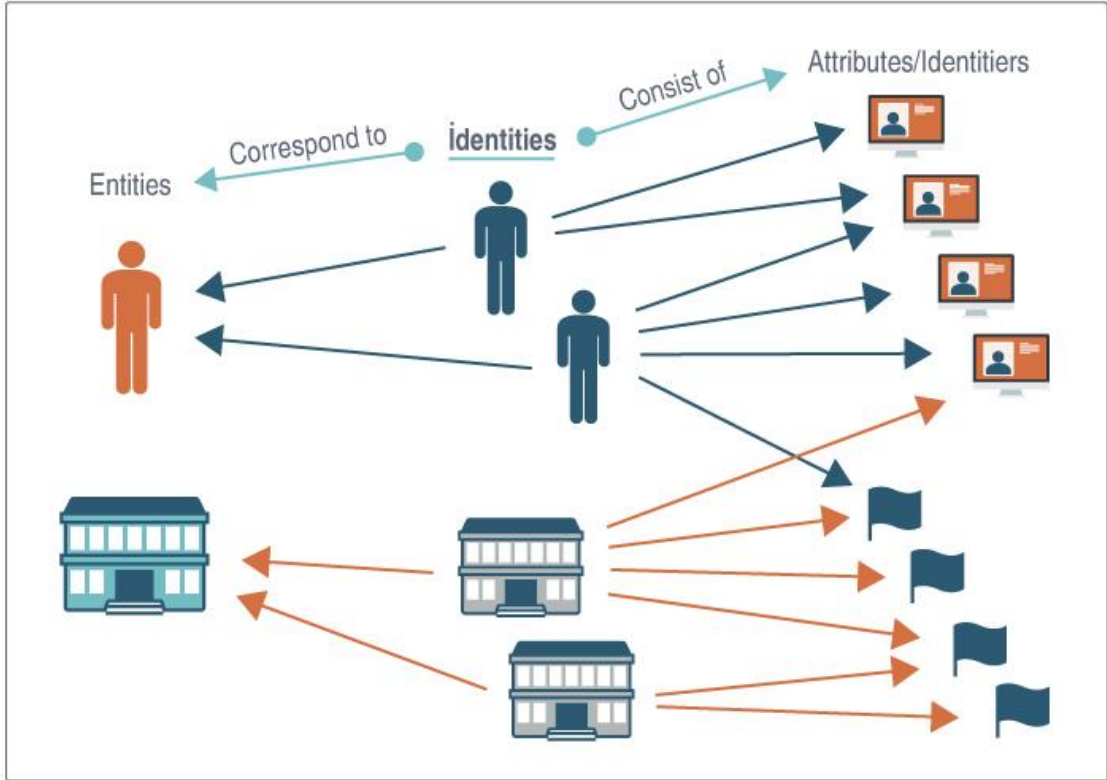 Attributes/Identitiers
Consist of
İdentities
Correspond to
Entities